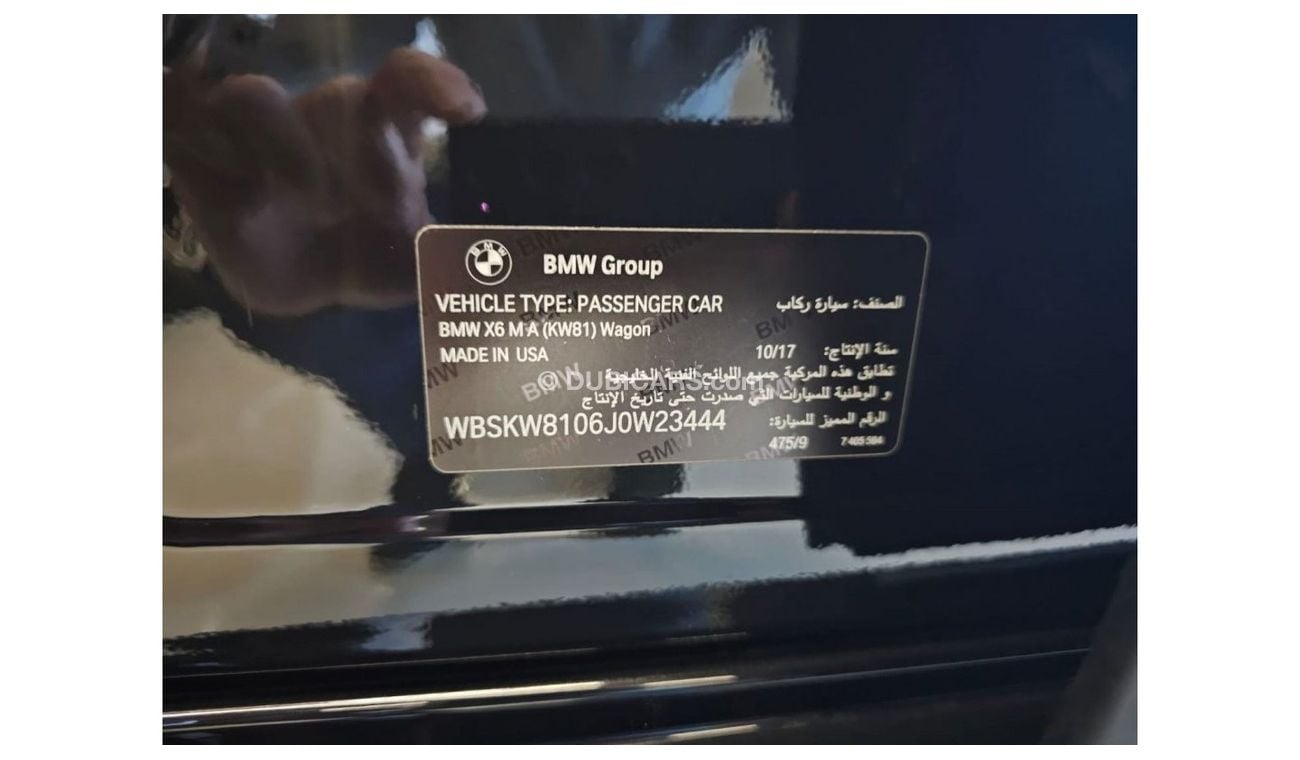 BMW
BMW Group
VEHICLE TYPE: PASSENGER CAR الصنف: سيارة ركاب
BMW X6 M A (KW81) Wagon
MADE IN USA
سنة الإنتاج: 10/17
تطابق هذه المركبة جميع اللوائح الفنية الخليجية
© DUBICARS.com
و الوطنية للسيارات التي صدرت حتى تاريخ الإنتاج
WBSKW8106J0W23444 الرقم المميز للسيارة:
475/9 7 405 584